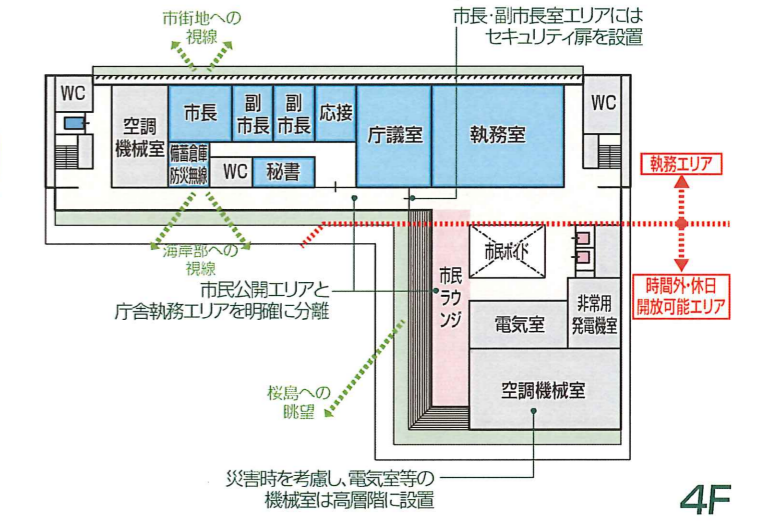 市街地への
視線
市長・副市長室エリアには
セキュリティ扉を設置
WC
空調
機械室
市長
副
市長
副
市長
応接
庁議室
執務室
WC
備蓄倉庫
防災無線
WC
秘書
執務エリア
海岸部への
視線
市民ボイド
市民公開エリアと
庁舎執務エリアを明確に分離
市民
ラウンジ
時間外・休日
開放可能エリア
電気室
非常用
発電機室
空調機械室
桜島への
眺望
災害時を考慮し、電気室等の
機械室は高層階に設置
4F